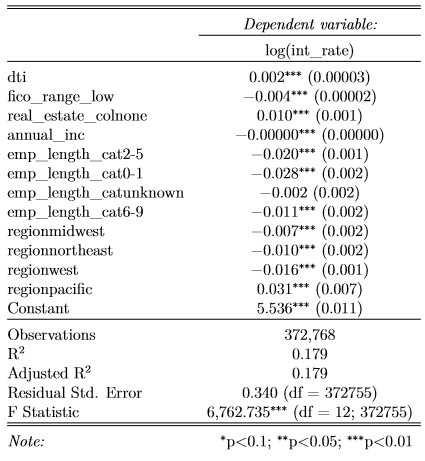 Dependent variable:
log(int_rate)
dti 0.002*** (0.00003)
fico_range_low −0.004*** (0.00002)
real_estate_colnone 0.010*** (0.001)
annual_inc −0.00000*** (0.00000)
emp_length_cat2-5 −0.020*** (0.001)
emp_length_cat0-1 −0.028*** (0.002)
emp_length_catunknown −0.002 (0.002)
emp_length_cat6-9 −0.011*** (0.002)
regionmidwest −0.007*** (0.002)
regionnortheast −0.010*** (0.002)
regionwest −0.016*** (0.001)
regionpacific 0.031*** (0.007)
Constant 5.536*** (0.011)
Observations 372,768
R² 0.179
Adjusted R² 0.179
Residual Std. Error 0.340 (df = 372755)
F Statistic 6,762.735*** (df = 12; 372755)
Note: *p<0.1; **p<0.05; ***p<0.01